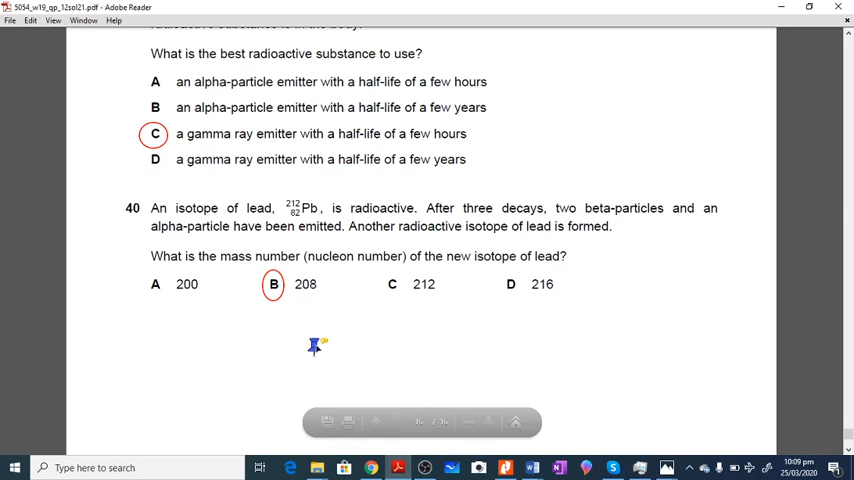 5054_w19_qp_12sol21.pdf - Adobe Reader
File Edit View Window Help
What is the best radioactive substance to use?
A an alpha-particle emitter with a half-life of a few hours
B an alpha-particle emitter with a half-life of a few years
C a gamma ray emitter with a half-life of a few hours
D a gamma ray emitter with a half-life of a few years
40 An isotope of lead, ²¹²₈₂Pb, is radioactive. After three decays, two beta-particles and an
alpha-particle have been emitted. Another radioactive isotope of lead is formed.
What is the mass number (nucleon number) of the new isotope of lead?
A 200 B 208 C 212 D 216
16 / 16
Type here to search
10:09 pm
25/03/2020